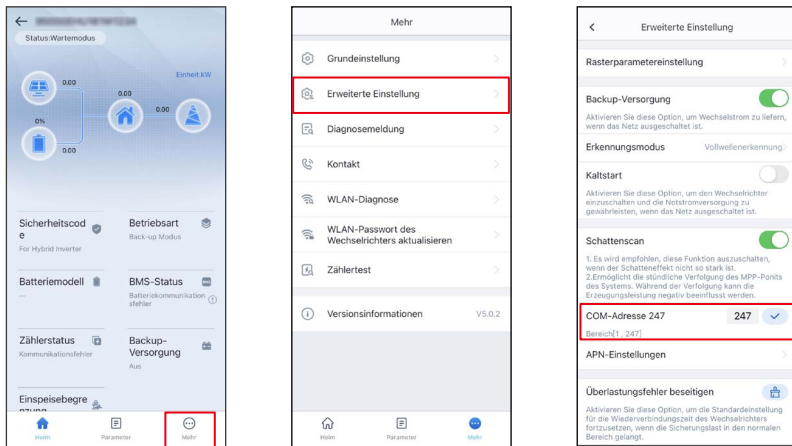 Status:Wartemodus
Einheit:kW
0.00
0.00
0.00
0%
0.00
Sicherheitscod
e
For Hybrid Inverter
Betriebsart
Back-up Modus
Batteriemodell
---
BMS-Status
Batteriekommunikation
sfehler
Zählerstatus
Kommunikationsfehler
Backup-
Versorgung
Aus
Einspeisebegre
nzung
Heim
Parameter
Mehr
Mehr
Grundeinstellung
Erweiterte Einstellung
Diagnosemeldung
Kontakt
WLAN-Diagnose
WLAN-Passwort des
Wechselrichters aktualisieren
Zählertest
Versionsinformationen V5.0.2
Heim
Parameter
Mehr
Erweiterte Einstellung
Rasterparametereinstellung
Backup-Versorgung
Aktivieren Sie diese Option, um Wechselstrom zu liefern,
wenn das Netz ausgeschaltet ist.
Erkennungsmodus Vollwellenerkennung
Kaltstart
Aktivieren Sie diese Option, um den Wechselrichter
einzuschalten und die Notstromversorgung zu
gewährleisten, wenn das Netz ausgeschaltet ist.
Schattenscan
1. Es wird empfohlen, diese Funktion auszuschalten,
wenn der Schatteneffekt nicht so stark ist.
2.Ermöglicht die stündliche Verfolgung des MPP-Ponits
des Systems. Während der Verfolgung kann die
Erzeugungsleistung negativ beeinflusst werden.
COM-Adresse 247 247
Bereich[1 , 247]
APN-Einstellungen
Überlastungsfehler beseitigen
Aktivieren Sie diese Option, um die Standardeinstellung
für die Wiederverbindungszeit des Wechselrichters
fortzusetzen, wenn die Sicherungslast in den normalen
Bereich gelangt.